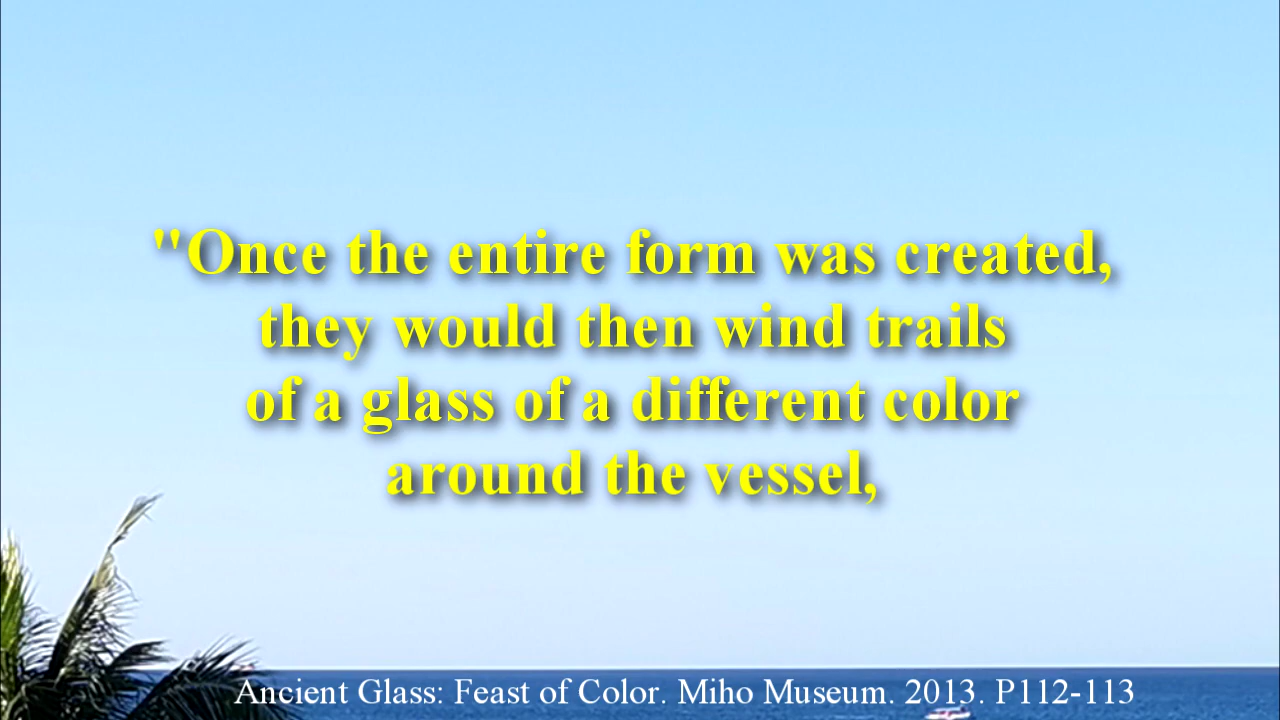 "Once the entire form was created,
they would then wind trails
of a glass of a different color
around the vessel,
Ancient Glass: Feast of Color. Miho Museum. 2013. P112-113